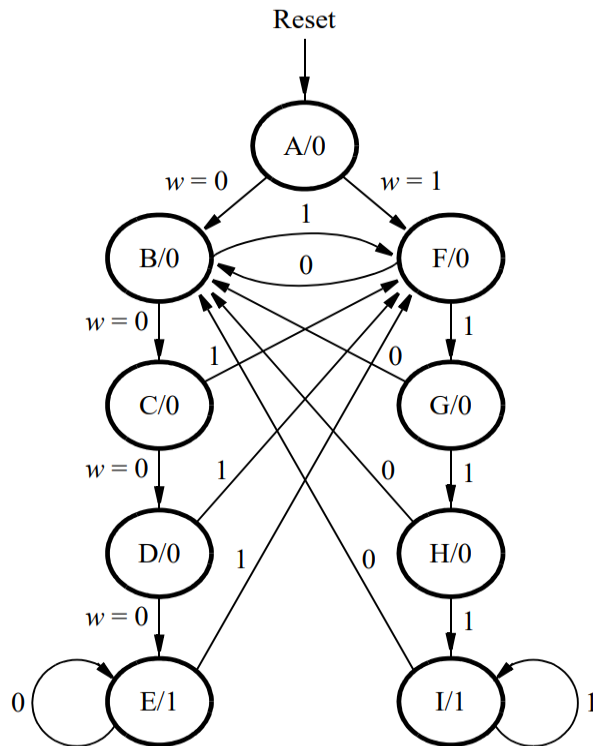 Reset
A/0
w = 0 w = 1
1
B/0 0 F/0
w = 0 1 0 1
C/0 G/0
w = 0 1 0 1
D/0 H/0
w = 0 1 0 1
0 E/1 I/1 1